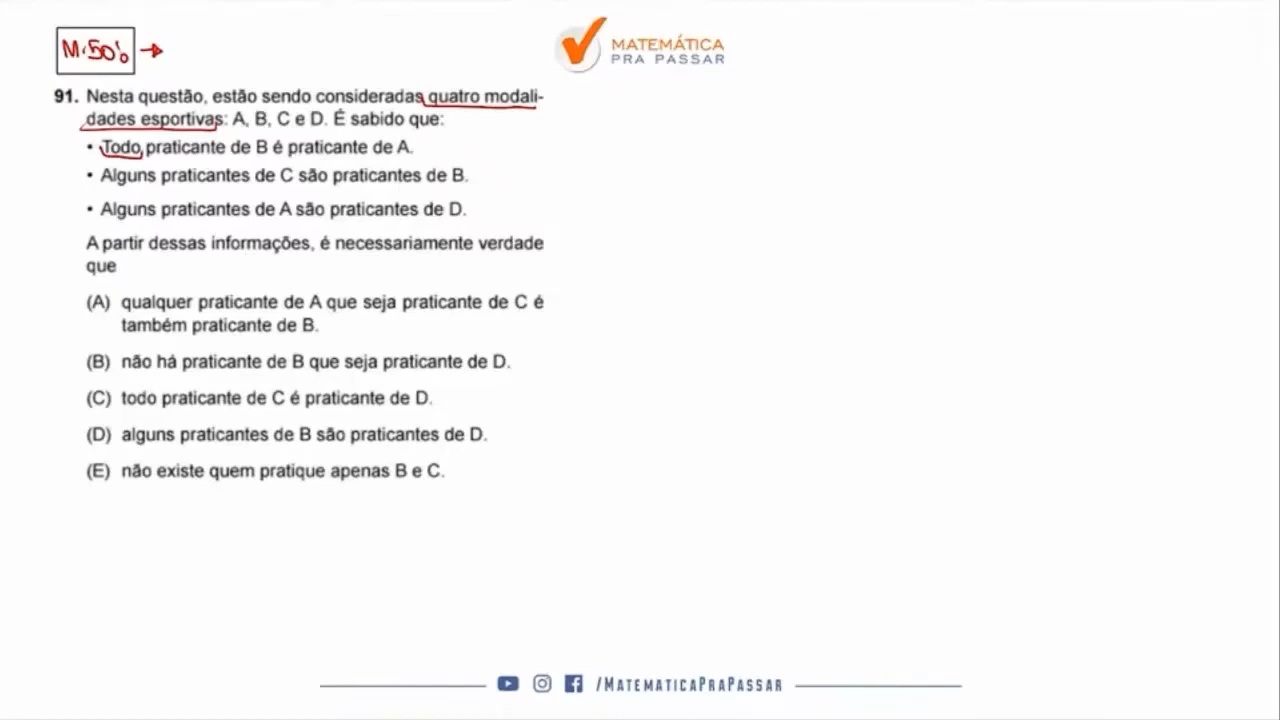 M.50%
MATEMÁTICA
PRA PASSAR
91. Nesta questão, estão sendo consideradas quatro modali-
dades esportivas: A, B, C e D. É sabido que:
• Todo praticante de B é praticante de A.
• Alguns praticantes de C são praticantes de B.
• Alguns praticantes de A são praticantes de D.
A partir dessas informações, é necessariamente verdade
que
(A) qualquer praticante de A que seja praticante de C é
também praticante de B.
(B) não há praticante de B que seja praticante de D.
(C) todo praticante de C é praticante de D.
(D) alguns praticantes de B são praticantes de D.
(E) não existe quem pratique apenas B e C.
/MATEMATICAPRAPASSAR